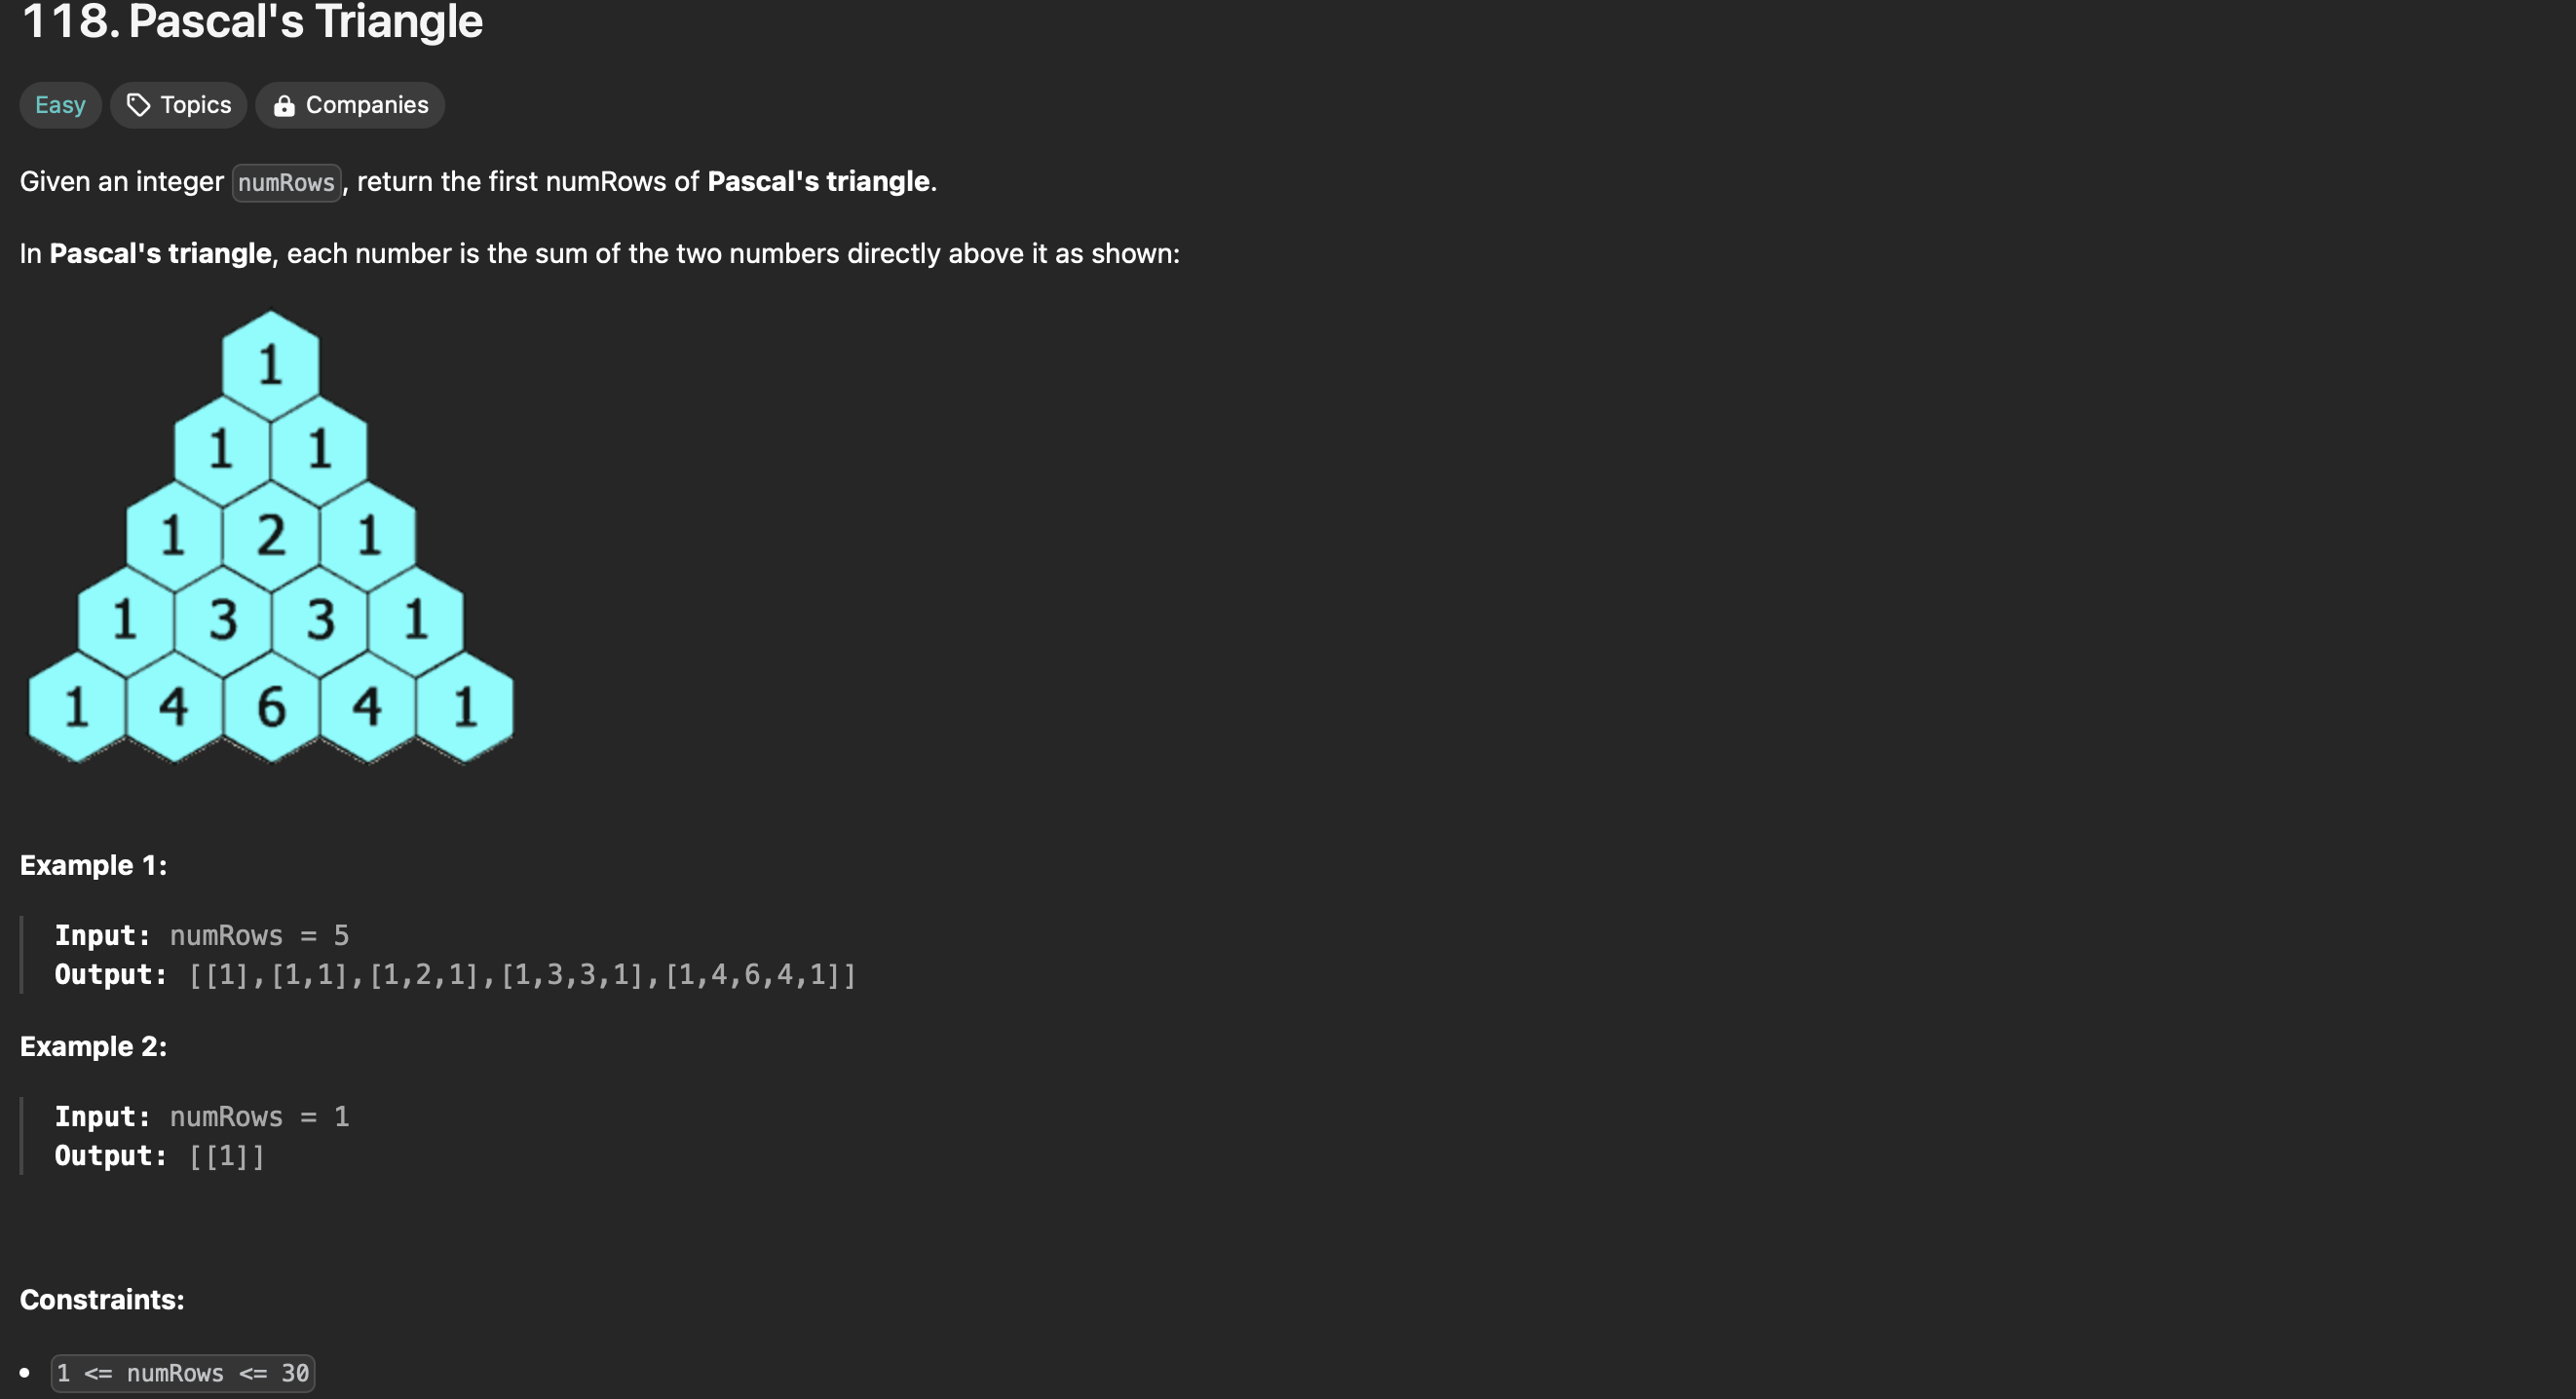 118. Pascal's Triangle
Easy Topics Companies
Given an integer numRows, return the first numRows of Pascal's triangle.
In Pascal's triangle, each number is the sum of the two numbers directly above it as shown:
1
1 1
1 2 1
1 3 3 1
1 4 6 4 1
Example 1:
Input: numRows = 5
Output: [[1],[1,1],[1,2,1],[1,3,3,1],[1,4,6,4,1]]
Example 2:
Input: numRows = 1
Output: [[1]]
Constraints:
• 1 <= numRows <= 30